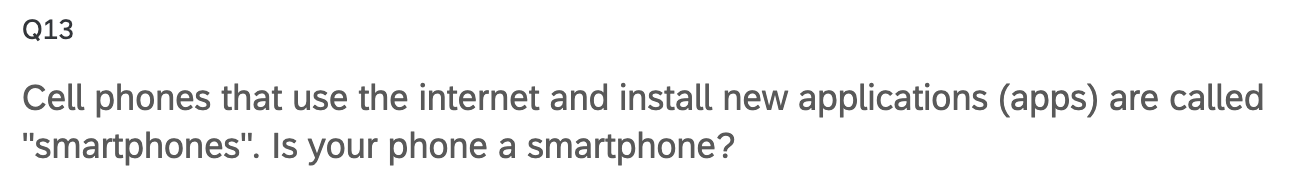 Q13
Cell phones that use the internet and install new applications (apps) are called
"smartphones". Is your phone a smartphone?